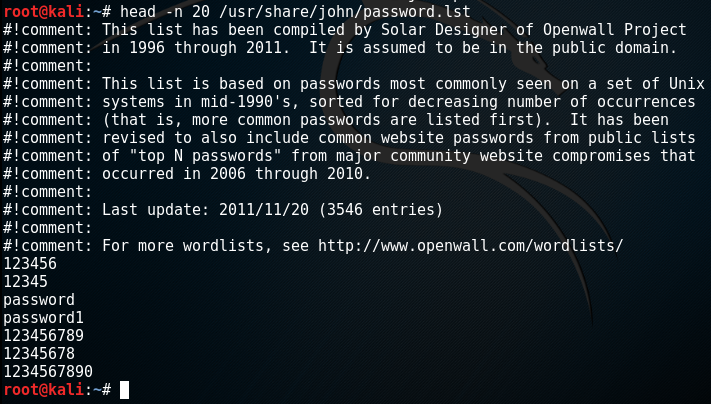 root@kali:~# head -n 20 /usr/share/john/password.lst
#!comment: This list has been compiled by Solar Designer of Openwall Project
#!comment: in 1996 through 2011.  It is assumed to be in the public domain.
#!comment:
#!comment: This list is based on passwords most commonly seen on a set of Unix
#!comment: systems in mid-1990's, sorted for decreasing number of occurrences
#!comment: (that is, more common passwords are listed first).  It has been
#!comment: revised to also include common website passwords from public lists
#!comment: of "top N passwords" from major community website compromises that
#!comment: occurred in 2006 through 2010.
#!comment:
#!comment: Last update: 2011/11/20 (3546 entries)
#!comment:
#!comment: For more wordlists, see http://www.openwall.com/wordlists/
123456
12345
password
password1
123456789
12345678
1234567890
root@kali:~#